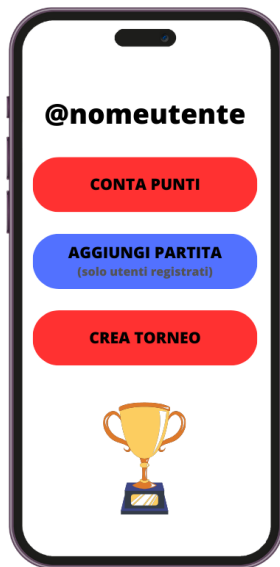 @nomeutente
CONTA PUNTI
AGGIUNGI PARTITA
(solo utenti registrati)
CREA TORNEO